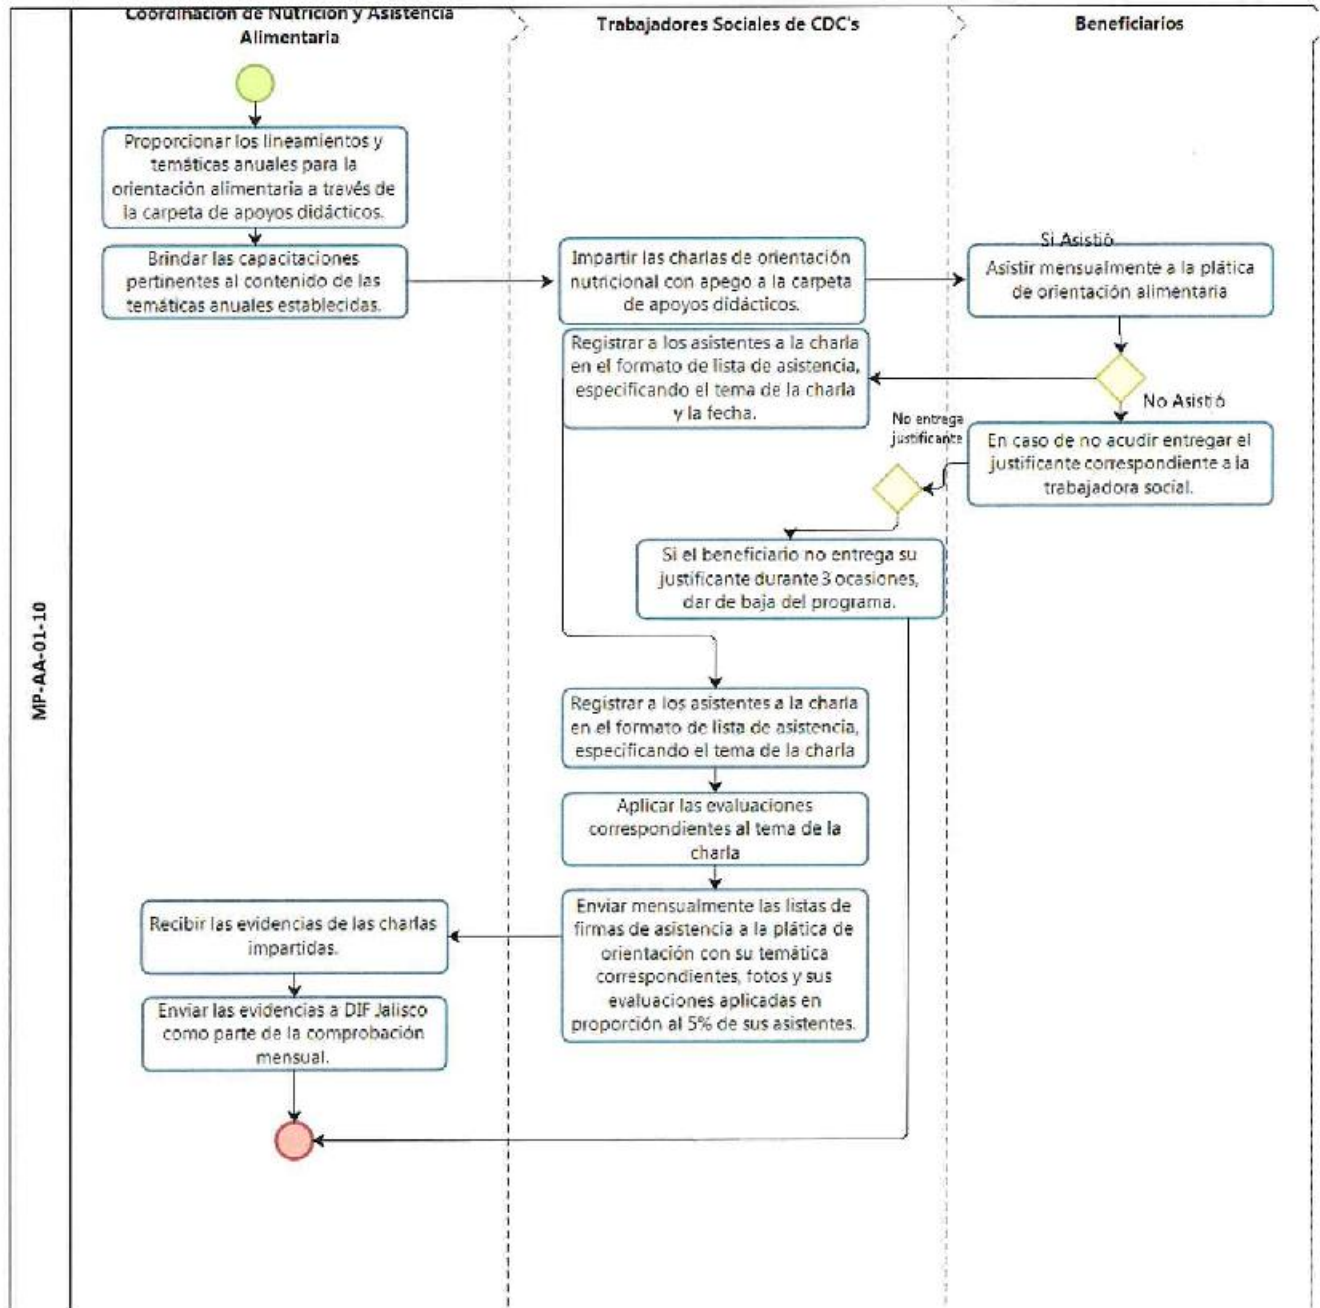 Coordinación de Nutrición y Asistencia
Alimentaria
Trabajadores Sociales de CDC's
Beneficiarios
MP-AA-01-10
Proporcionar los lineamientos y
temáticas anuales para la
orientación alimentaria a través de
la carpeta de apoyos didácticos.
Brindar las capacitaciones
pertinentes al contenido de las
temáticas anuales establecidas.
Impartir las charlas de orientación
nutricional con apego a la carpeta
de apoyos didácticos.
Si Asistió
Asistir mensualmente a la plática
de orientación alimentaria
Registrar a los asistentes a la charla
en el formato de lista de asistencia,
especificando el tema de la charla
y la fecha.
No Asistió
No entrega
justificante
En caso de no acudir entregar el
justificante correspondiente a la
trabajadora social.
Si el beneficiario no entrega su
justificante durante 3 ocasiones,
dar de baja del programa.
Registrar a los asistentes a la charla
en el formato de lista de asistencia,
especificando el tema de la charla
Aplicar las evaluaciones
correspondientes al tema de la
charla
Enviar mensualmente las listas de
firmas de asistencia a la plática de
orientación con su temática
correspondientes, fotos y sus
evaluaciones aplicadas en
proporción al 5% de sus asistentes.
Recibir las evidencias de las charlas
impartidas.
Enviar las evidencias a DIF Jalisco
como parte de la comprobación
mensual.